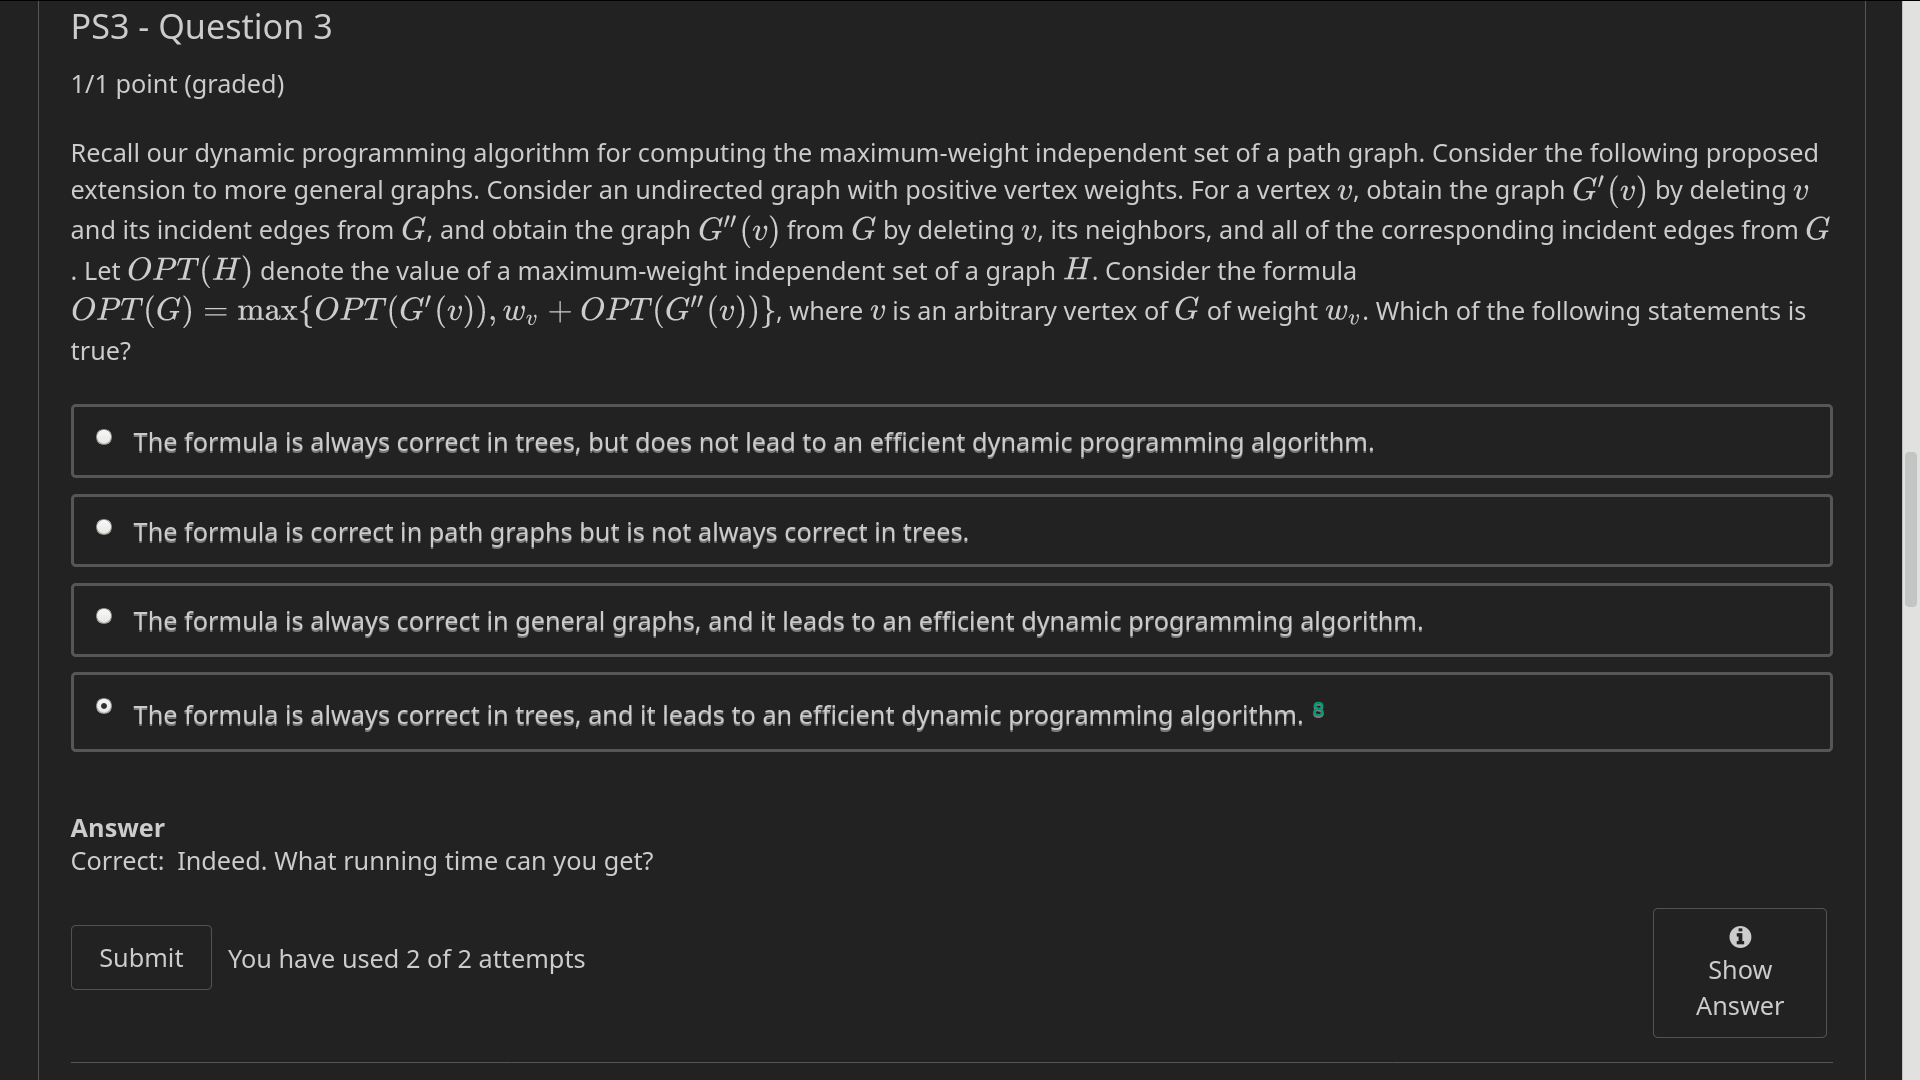 PS3 - Question 3
1/1 point (graded)
Recall our dynamic programming algorithm for computing the maximum-weight independent set of a path graph. Consider the following proposed
extension to more general graphs. Consider an undirected graph with positive vertex weights. For a vertex v, obtain the graph G′(v) by deleting v
and its incident edges from G, and obtain the graph G″(v) from G by deleting v, its neighbors, and all of the corresponding incident edges from G
. Let OPT(H) denote the value of a maximum-weight independent set of a graph H. Consider the formula
OPT(G) = max{OPT(G′(v)), w_v + OPT(G″(v))}, where v is an arbitrary vertex of G of weight w_v. Which of the following statements is
true?
The formula is always correct in trees, but does not lead to an efficient dynamic programming algorithm.
The formula is correct in path graphs but is not always correct in trees.
The formula is always correct in general graphs, and it leads to an efficient dynamic programming algorithm.
The formula is always correct in trees, and it leads to an efficient dynamic programming algorithm. 8
Answer
Correct: Indeed. What running time can you get?
Submit You have used 2 of 2 attempts
Show
Answer